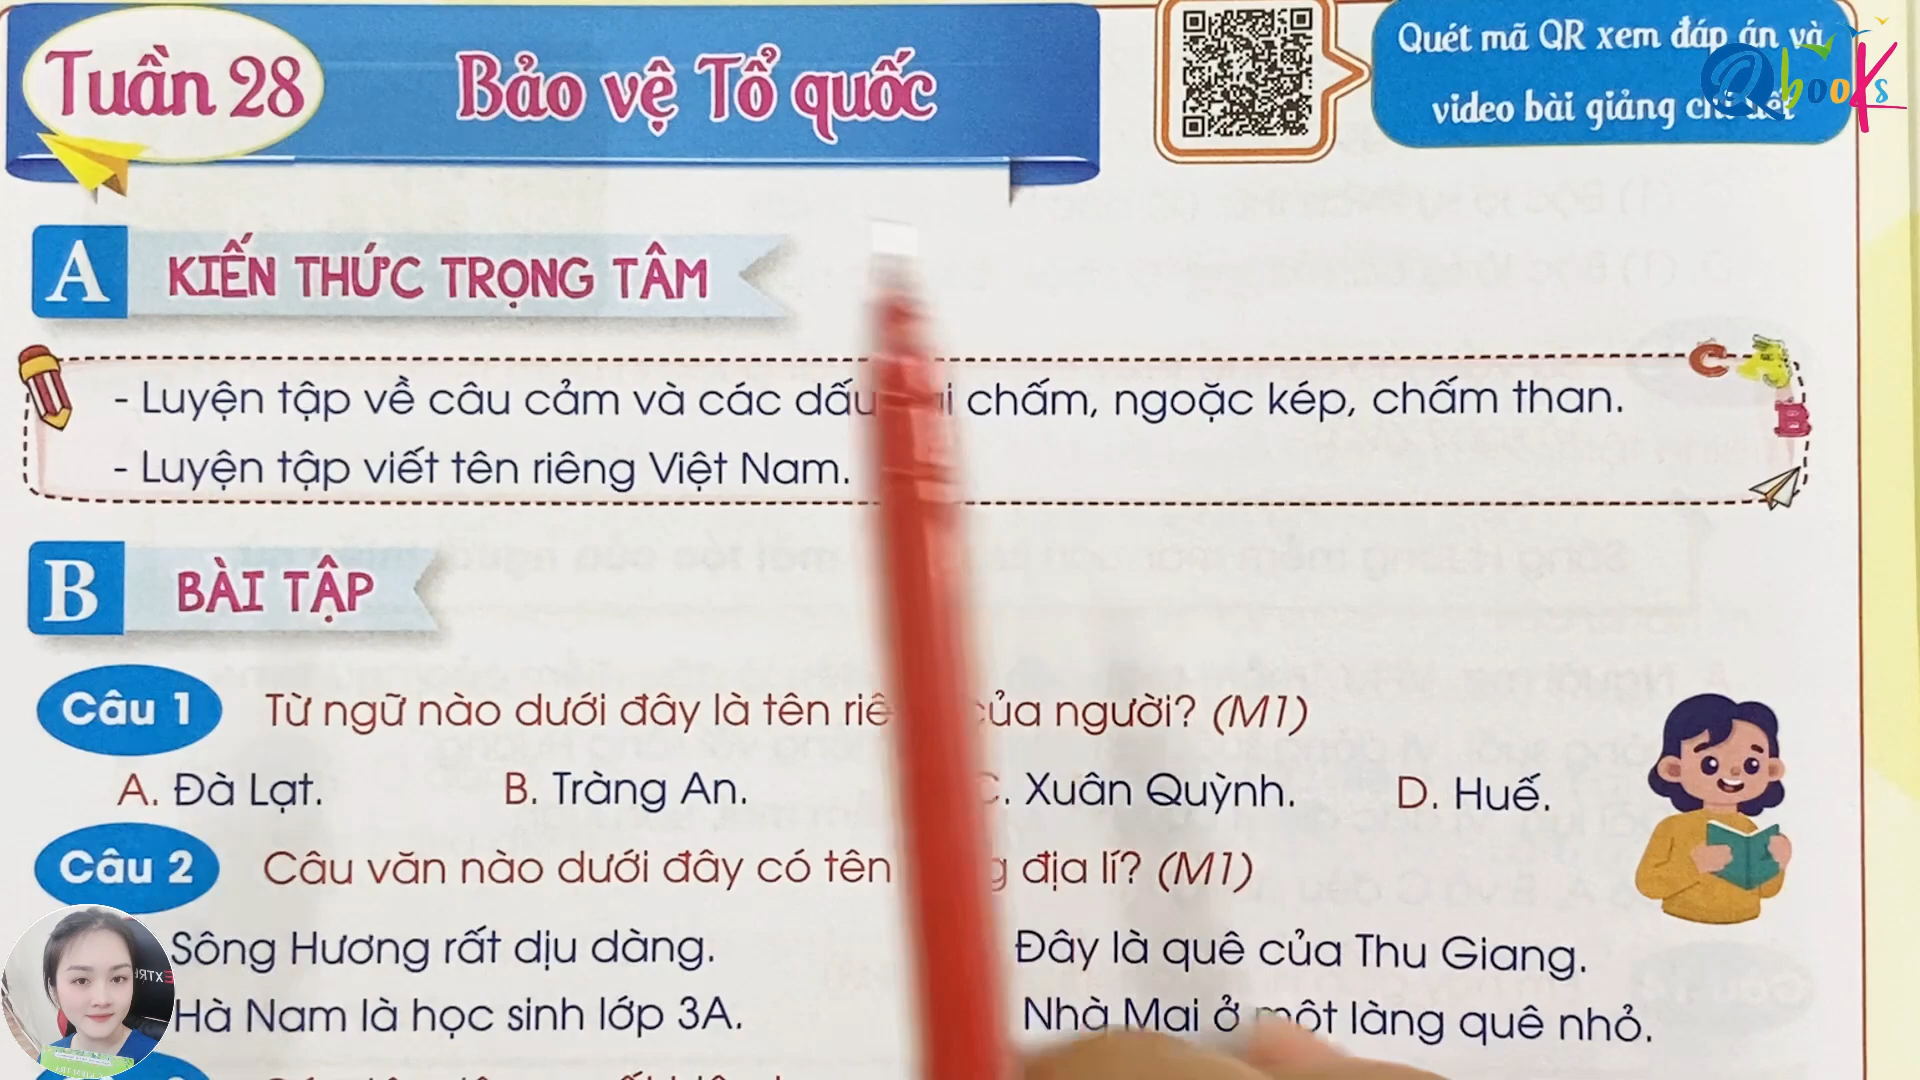 Tuần 28
Bảo vệ Tổ quốc
Quét mã QR xem đáp án và
video bài giảng chi tiết
Qbooks
A KIẾN THỨC TRỌNG TÂM
- Luyện tập về câu cảm và các dấu chấm, ngoặc kép, chấm than.
- Luyện tập viết tên riêng Việt Nam.
B BÀI TẬP
Câu 1 Từ ngữ nào dưới đây là tên riêng của người? (M1)
A. Đà Lạt. B. Tràng An. C. Xuân Quỳnh. D. Huế.
Câu 2 Câu văn nào dưới đây có tên địa lí? (M1)
Sông Hương rất dịu dàng. Đây là quê của Thu Giang.
Hà Nam là học sinh lớp 3A. Nhà Mai ở một làng quê nhỏ.